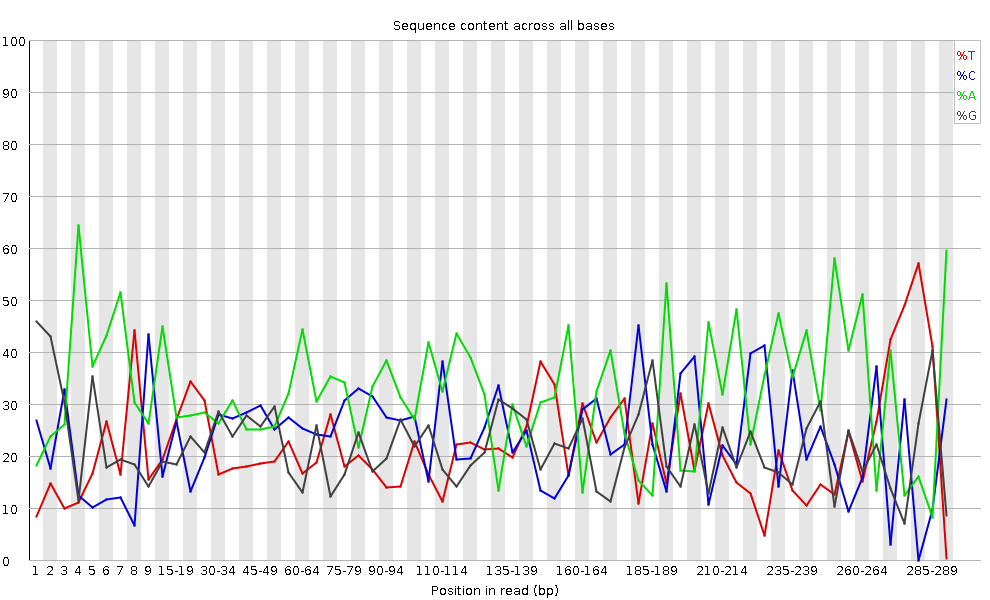 Sequence content across all bases
100
90
80
70
60
50
40
30
20
10
0
%T
%C
%A
%G
1 2 3 4 5 6 7 8 9 15-19 30-34 45-49 60-64 75-79 90-94 110-114 135-139 160-164 185-189 210-214 235-239 260-264 285-289
Position in read (bp)